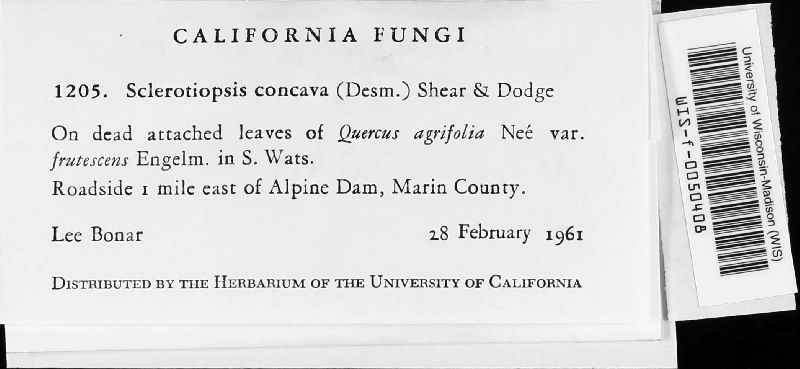 CALIFORNIA FUNGI
1205. Sclerotiopsis concava (Desm.) Shear & Dodge
On dead attached leaves of Quercus agrifolia Neé var.
frutescens Engelm. in S. Wats.
Roadside 1 mile east of Alpine Dam, Marin County.
Lee Bonar 28 February 1961
DISTRIBUTED BY THE HERBARIUM OF THE UNIVERSITY OF CALIFORNIA
University of Wisconsin-Madison (WIS)
WIS-f-0050408